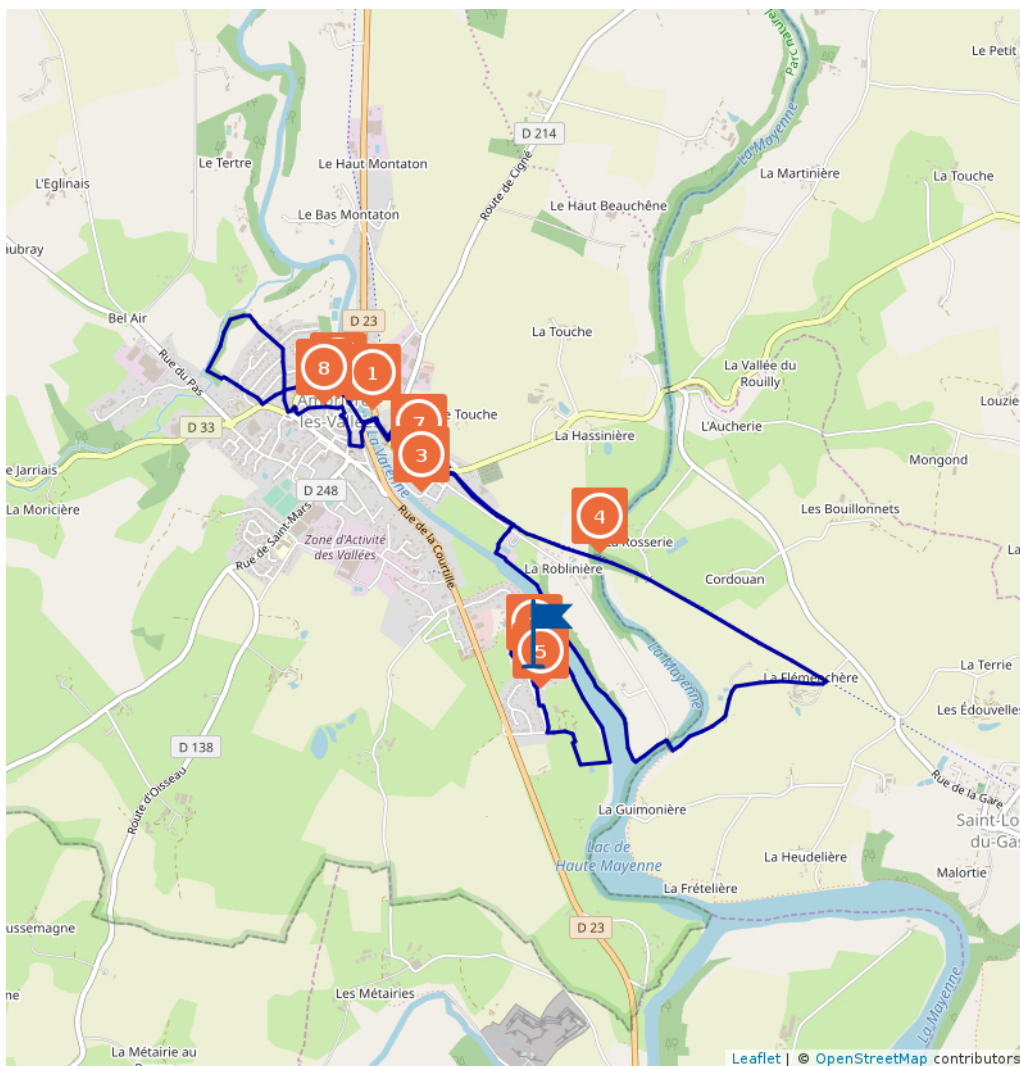 Le Petit
Parc naturel
La Mayenne
D 214
Le Tertre
Le Haut Montaton
La Martinière
L'Eglinais
La Touche
Route de Cigné
Le Haut Beauchêne
Le Bas Montaton
aubray
Bel Air
D 23
La Touche
Rue du Pas
La Vallée du
Rouilly
8
1
Louzie
les-Vallé
7
e Touche
D 33
La Hassinière
L'Aucherie
3
Mongond
e Jarriais
La Varenne
D 248
La Moricière
Les Bouillonnets
4
Rue de Saint-Mars
Rue de la Courtille
Zone d'Activité
des Vallées
La Rosserie
La Roblinière
Cordouan
5
La Mayenne
La Terrie
La Flémenchère
Les Édouvelles
D 138
Route d'Oisseau
Rue de la Gare
La Guimonière
Saint-Lo
du-Gas
Lac de
Haute Mayenne
La Heudelière
Malortie
La Frételière
ussemagne
D 23
ne
Les Métairies
La Mayenne
La Métairie au
Leaflet | © OpenStreetMap contributors